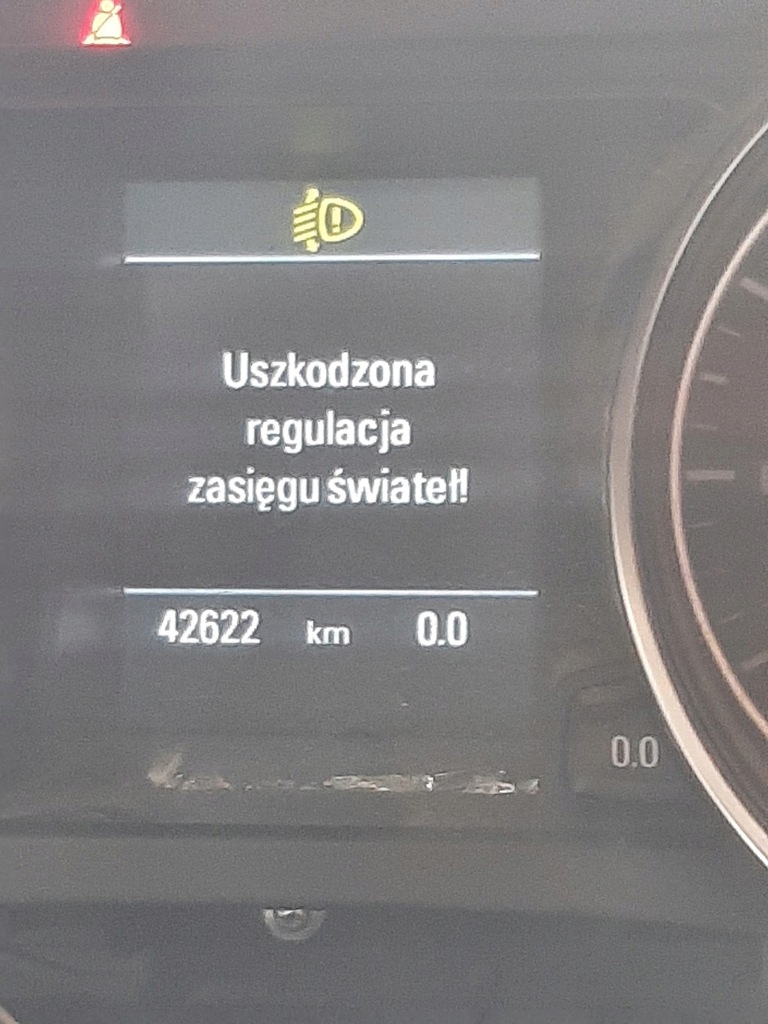 Uszkodzona
regulacja
zasięgu świateł!
42622 km 0.0
0.0